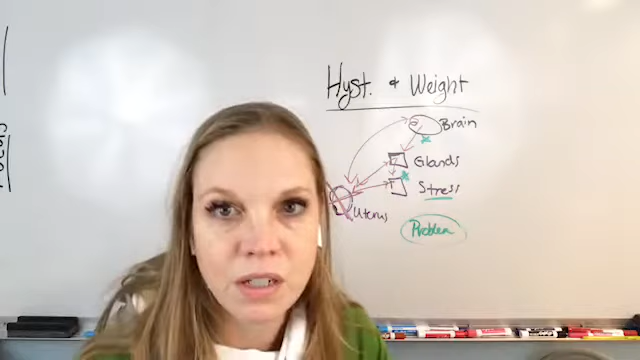 Hyst. & Weight
Brain
Glands
Stress
Uterus
Problem